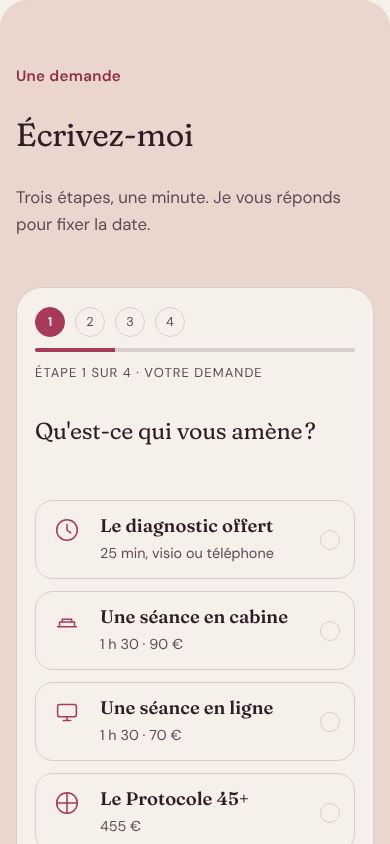 Une demande
Écrivez-moi
Trois étapes, une minute. Je vous réponds
pour fixer la date.
1 2 3 4
ÉTAPE 1 SUR 4 · VOTRE DEMANDE
Qu'est-ce qui vous amène ?
Le diagnostic offert
25 min, visio ou téléphone
Une séance en cabine
1 h 30 · 90 €
Une séance en ligne
1 h 30 · 70 €
Le Protocole 45+
455 €